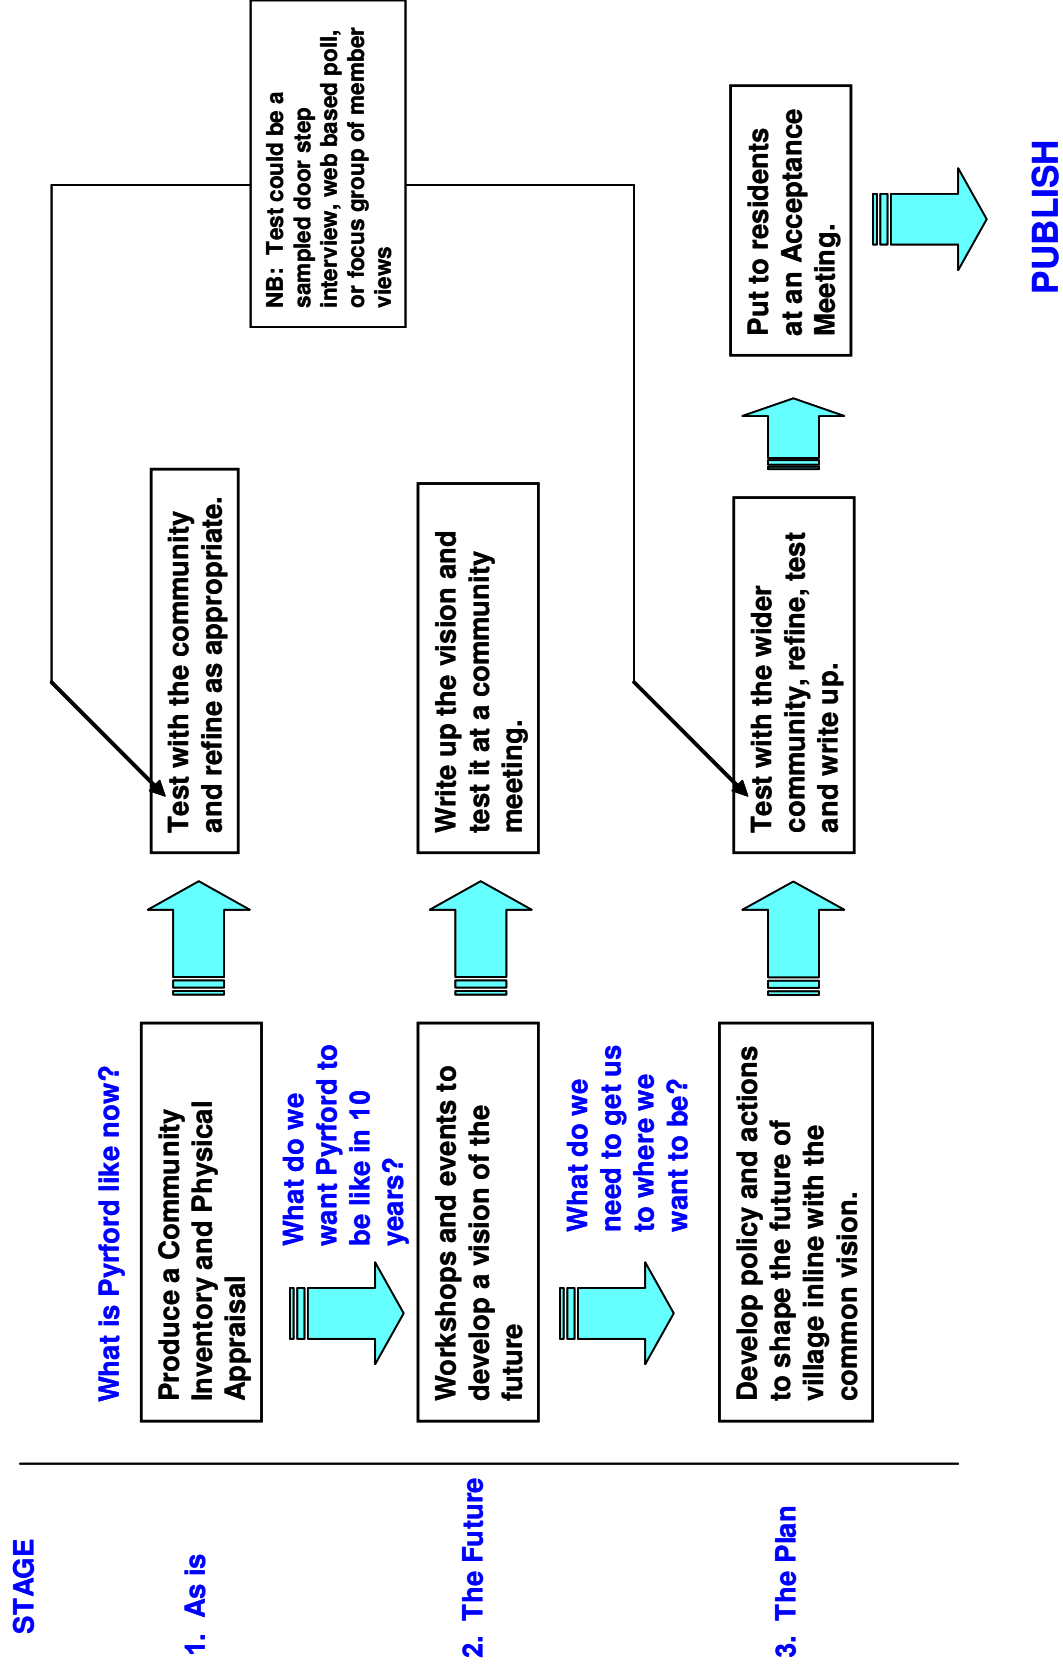 STAGE
1. As is
What is Pyrford like now?
Produce a Community
Inventory and Physical
Appraisal
Test with the community
and refine as appropriate.
NB: Test could be a
sampled door step
interview, web based poll,
or focus group of member
views
What do we
want Pyrford to
be like in 10
years?
2. The Future
Workshops and events to
develop a vision of the
future
Write up the vision and
test it at a community
meeting.
What do we
need to get us
to where we
want to be?
3. The Plan
Develop policy and actions
to shape the future of
village inline with the
common vision.
Test with the wider
community, refine, test
and write up.
Put to residents
at an Acceptance
Meeting.
PUBLISH